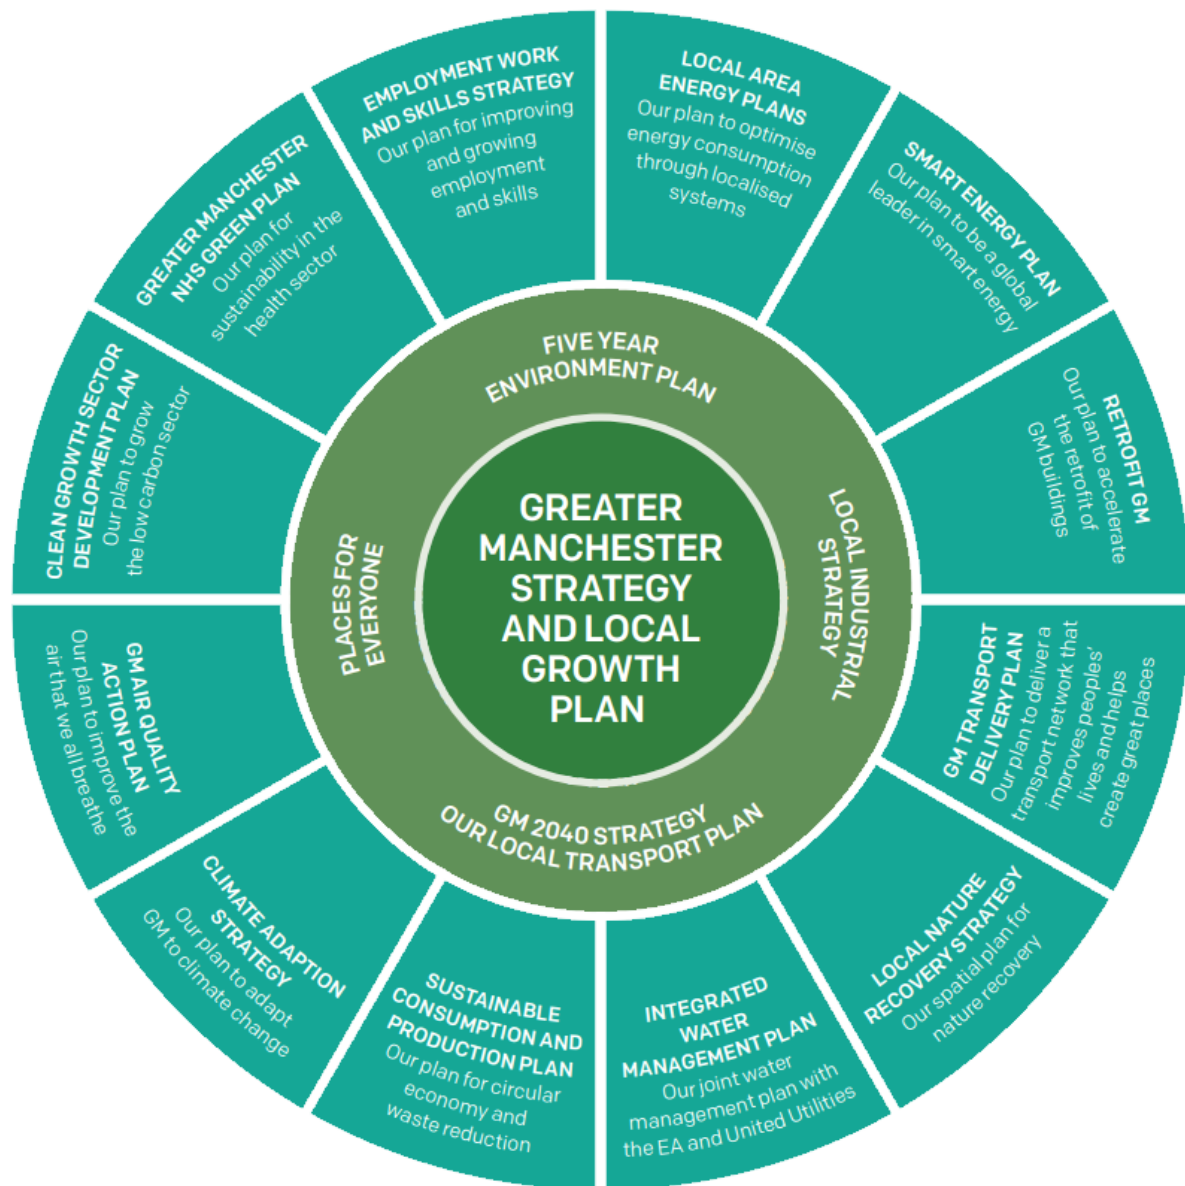 GREATER
MANCHESTER
STRATEGY
AND LOCAL
GROWTH
PLAN
FIVE YEAR
ENVIRONMENT PLAN
LOCAL INDUSTRIAL
STRATEGY
GM 2040 STRATEGY
OUR LOCAL TRANSPORT PLAN
PLACES FOR
EVERYONE
LOCAL AREA
ENERGY PLANS
Our plan to optimise
energy consumption
through localised
systems
SMART ENERGY PLAN
Our plan to be a global
leader in smart energy
RETROFIT GM
Our plan to accelerate
the retrofit of
GM buildings
GM TRANSPORT
DELIVERY PLAN
Our plan to deliver a
transport network that
improves peoples'
lives and helps
create great places
LOCAL NATURE
RECOVERY STRATEGY
Our spatial plan for
nature recovery
INTEGRATED
WATER
MANAGEMENT PLAN
Our joint water
management plan with
the EA and United Utilities
SUSTAINABLE
CONSUMPTION AND
PRODUCTION PLAN
Our plan for circular
economy and
waste reduction
CLIMATE ADAPTION
STRATEGY
Our plan to adapt
GM to climate change
GM AIR QUALITY
ACTION PLAN
Our plan to improve the
air that we all breathe
CLEAN GROWTH SECTOR
DEVELOPMENT PLAN
Our plan to grow
the low carbon sector
GREATER MANCHESTER
NHS GREEN PLAN
Our plan for
sustainability in the
health sector
EMPLOYMENT WORK
AND SKILLS STRATEGY
Our plan for improving
and growing
employment
and skills